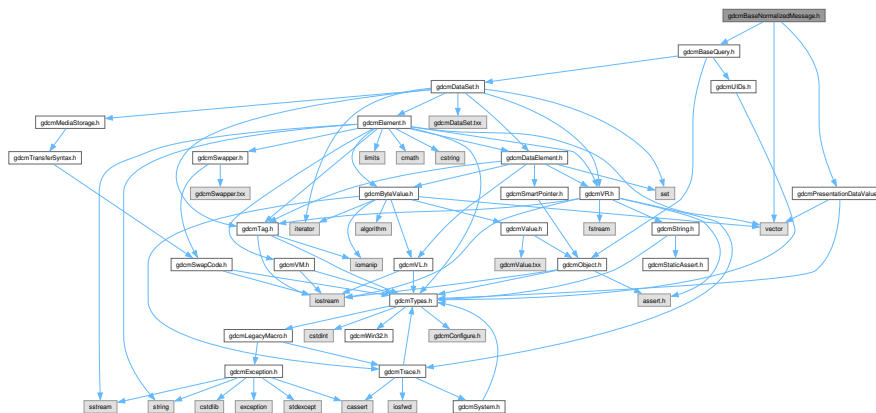 gdcmBaseNormalizedMessage.h
gdcmBaseQuery.h
gdcmDataSet.h
gdcmUIDs.h
gdcmMediaStorage.h
gdcmElement.h
gdcmDataSet.txx
gdcmTransferSyntax.h
gdcmSwapper.h
limits
cmath
cstring
gdcmDataElement.h
gdcmSwapper.txx
gdcmByteValue.h
gdcmSmartPointer.h
gdcmVR.h
set
gdcmPresentationDataValue.h
gdcmTag.h
iterator
algorithm
gdcmValue.h
fstream
gdcmString.h
vector
gdcmSwapCode.h
gdcmVM.h
iomanip
gdcmVL.h
gdcmValue.txx
gdcmObject.h
gdcmStaticAssert.h
iostream
gdcmTypes.h
assert.h
gdcmLegacyMacro.h
cstdint
gdcmWin32.h
gdcmConfigure.h
gdcmException.h
gdcmTrace.h
sstream
string
cstdlib
exception
stdexcept
cassert
iosfwd
gdcmSystem.h